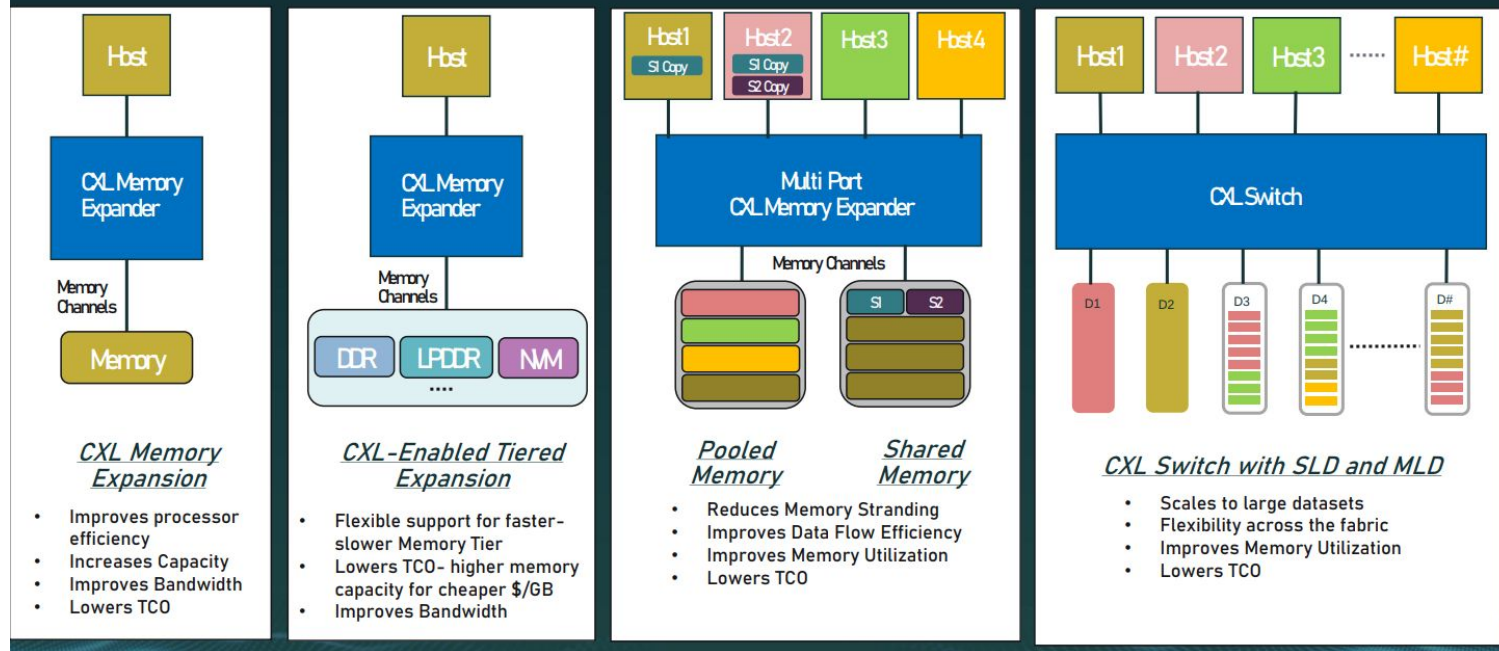 Host
CXL Memory
Expander
Memory
Channels
Memory
CXL Memory
Expansion
• Improves processor
efficiency
• Increases Capacity
• Improves Bandwidth
• Lowers TCO
Host
CXL Memory
Expander
Memory
Channels
DDR LPDDR NVM
....
CXL-Enabled Tiered
Expansion
• Flexible support for faster-
slower Memory Tier
• Lowers TCO- higher memory
capacity for cheaper $/GB
• Improves Bandwidth
Host1 Host2 Host3 Host4
S1 Copy S1 Copy
S2 Copy
Multi Port
CXL Memory Expander
Memory Channels
S1 S2
Pooled
Memory
Shared
Memory
• Reduces Memory Stranding
• Improves Data Flow Efficiency
• Improves Memory Utilization
• Lowers TCO
Host1 Host2 Host3 ...... Host#
CXL Switch
D1 D2 D3 D4 D#
CXL Switch with SLD and MLD
• Scales to large datasets
• Flexibility across the fabric
• Improves Memory Utilization
• Lowers TCO